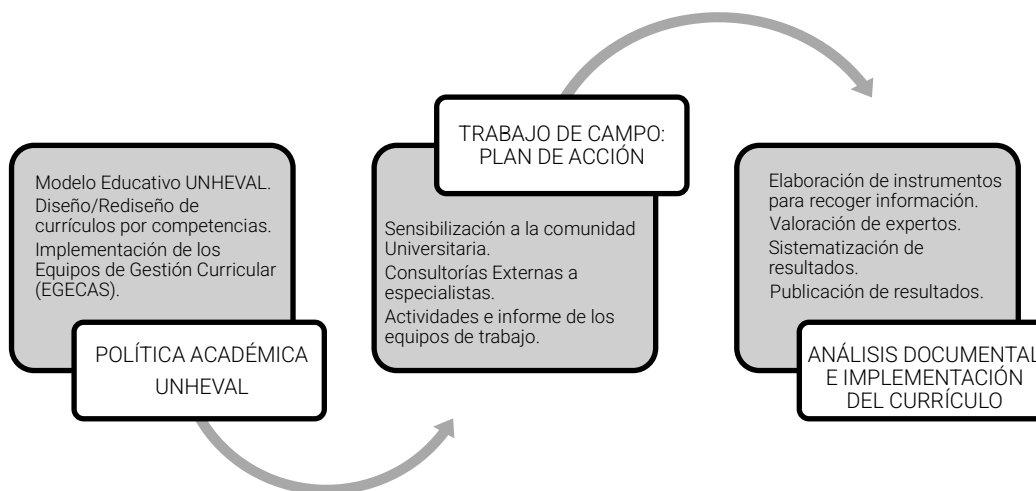 Modelo Educativo UNHEVAL.
Diseño/Rediseño de
currículos por competencias.
Implementación de los
Equipos de Gestión Curricular
(EGECAS).
POLÍTICA ACADÉMICA
UNHEVAL
TRABAJO DE CAMPO:
PLAN DE ACCIÓN
Sensibilización a la comunidad
Universitaria.
Consultorías Externas a
especialistas.
Actividades e informe de los
equipos de trabajo.
Elaboración de instrumentos
para recoger información.
Valoración de expertos.
Sistematización de
resultados.
Publicación de resultados.
ANÁLISIS DOCUMENTAL
E IMPLEMENTACIÓN
DEL CURRÍCULO